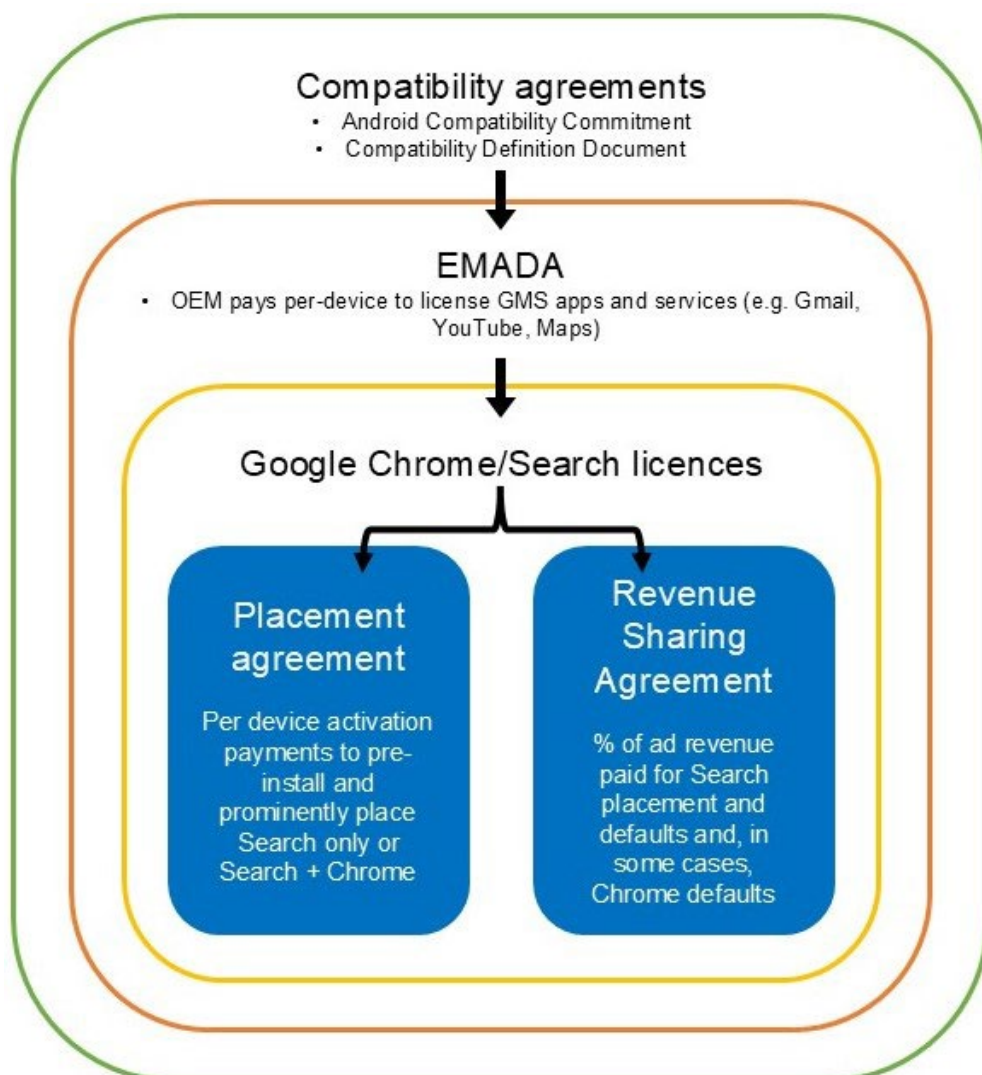 Compatibility agreements
• Android Compatibility Commitment
• Compatibility Definition Document
EMADA
• OEM pays per-device to license GMS apps and services (e.g. Gmail,
YouTube, Maps)
Google Chrome/Search licences
Placement
agreement
Per device activation
payments to pre-
install and
prominently place
Search only or
Search + Chrome
Revenue
Sharing
Agreement
% of ad revenue
paid for Search
placement and
defaults and, in
some cases,
Chrome defaults